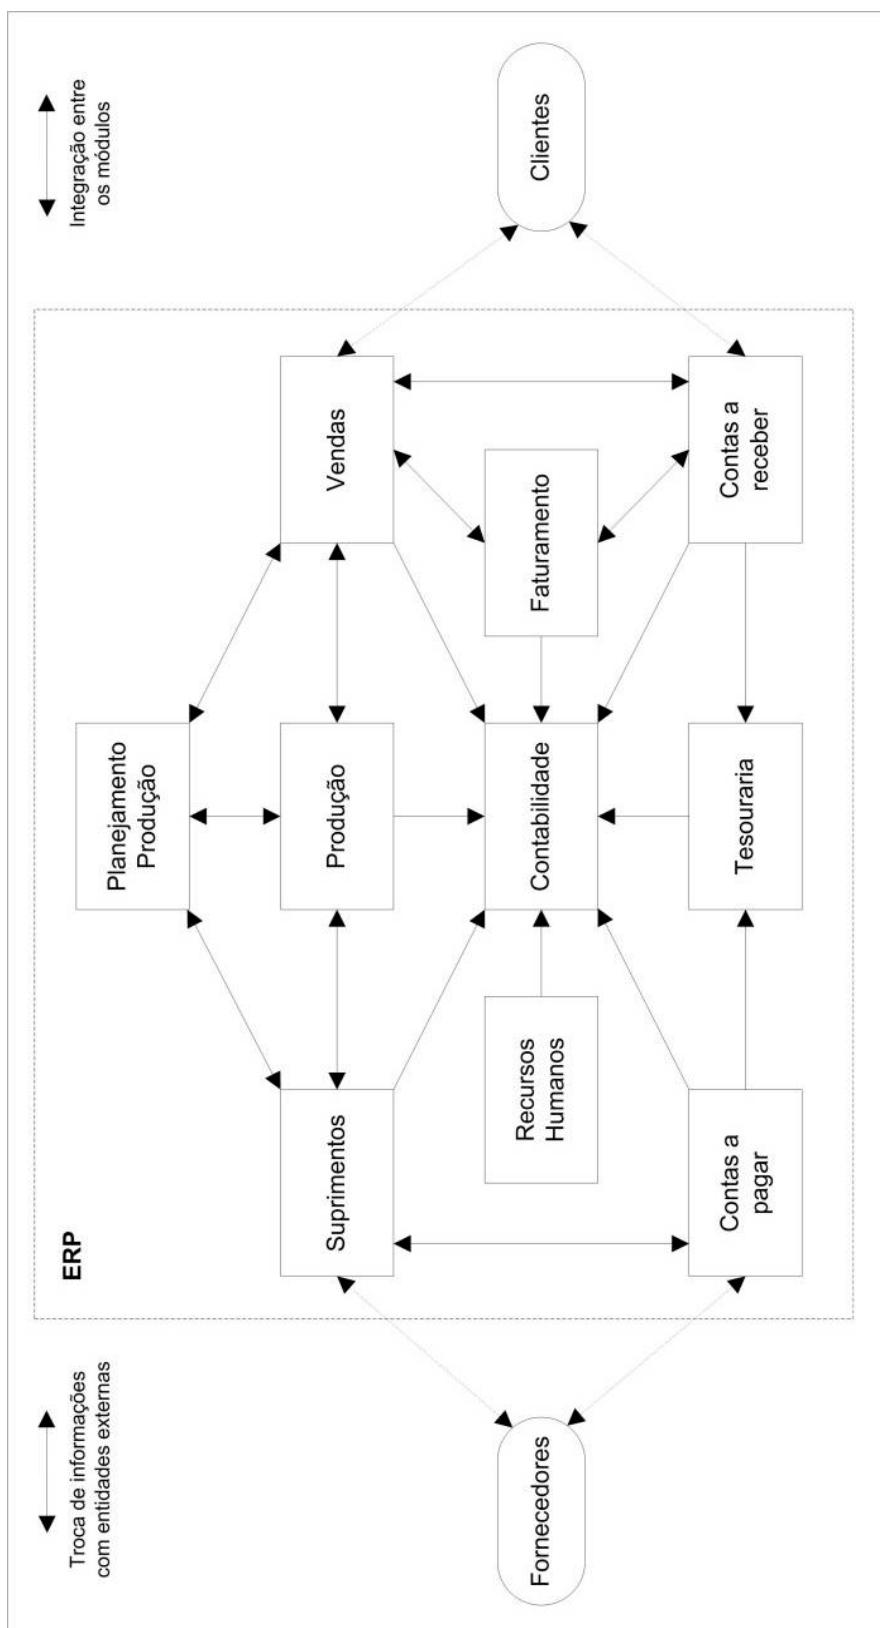 Troca de informações
com entidades externas
Integração entre
os módulos
ERP
Planejamento
Produção
Suprimentos
Produção
Vendas
Fornecedores
Recursos
Humanos
Contabilidade
Faturamento
Clientes
Contas a
pagar
Tesouraria
Contas a
receber